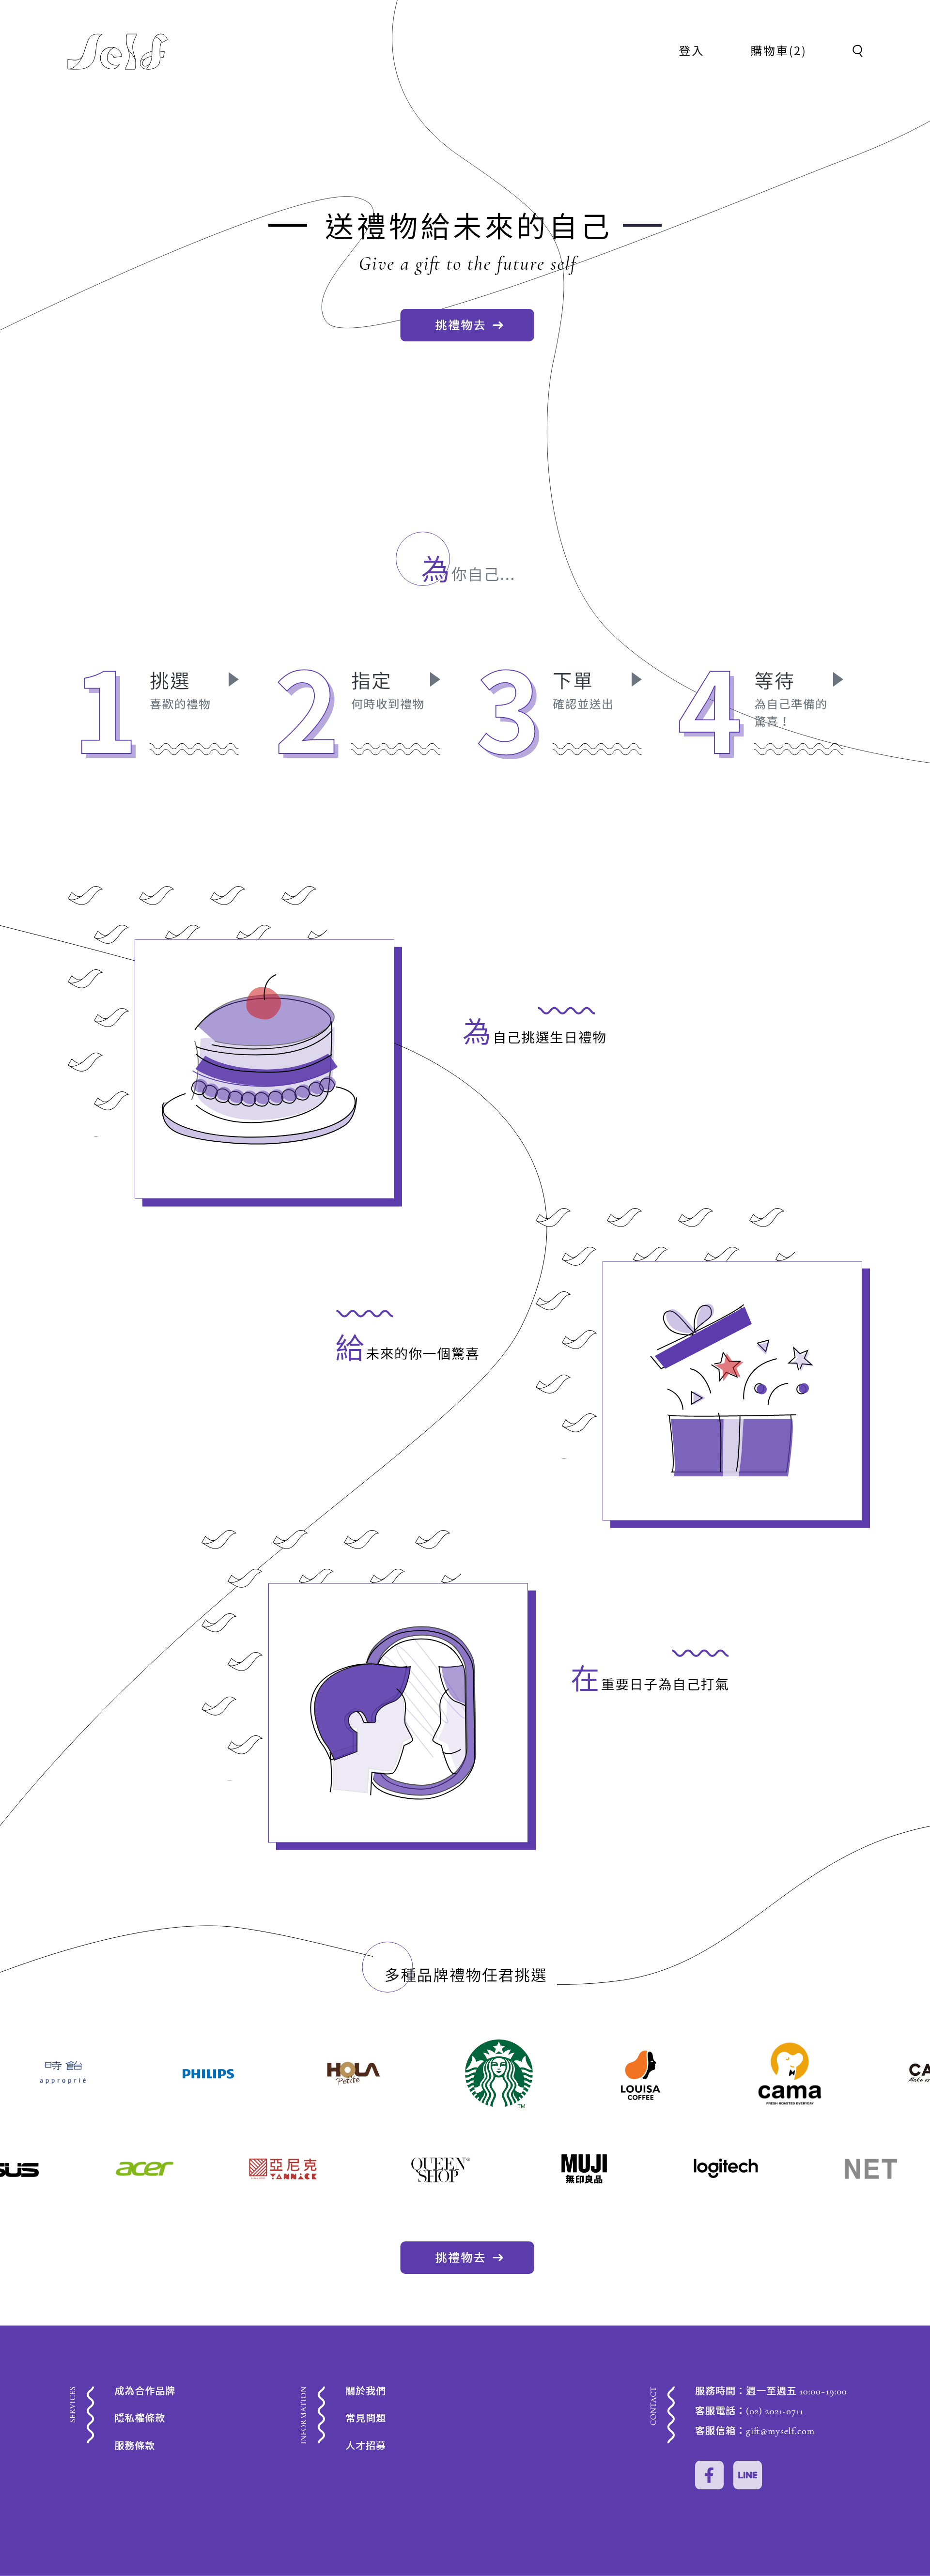 Self
登入
購物車(2)
送禮物給未來的自己
Give a gift to the future self
挑禮物去
為你自己...
1
挑選
喜歡的禮物
2
指定
何時收到禮物
3
下單
確認並送出
4
等待
為自己準備的
驚喜！
為自己挑選生日禮物
給未來的你一個驚喜
在重要日子為自己打氣
多種品牌禮物任君挑選
時飴
approprié
PHILIPS
HOLA
Petite
TM
LOUISA
COFFEE
cama
FRESH ROASTED EVERYDAY
CA
SUS
acer
亞尼克
YANNICK
QUEEN
SHOP
MUJI
無印良品
logitech
NET
挑禮物去
SERVICES
成為合作品牌
隱私權條款
服務條款
INFORMATION
關於我們
常見問題
人才招募
CONTACT
服務時間：週一至週五 10:00-19:00
客服電話：(02) 2021-0711
客服信箱：gift@myself.com
LINE